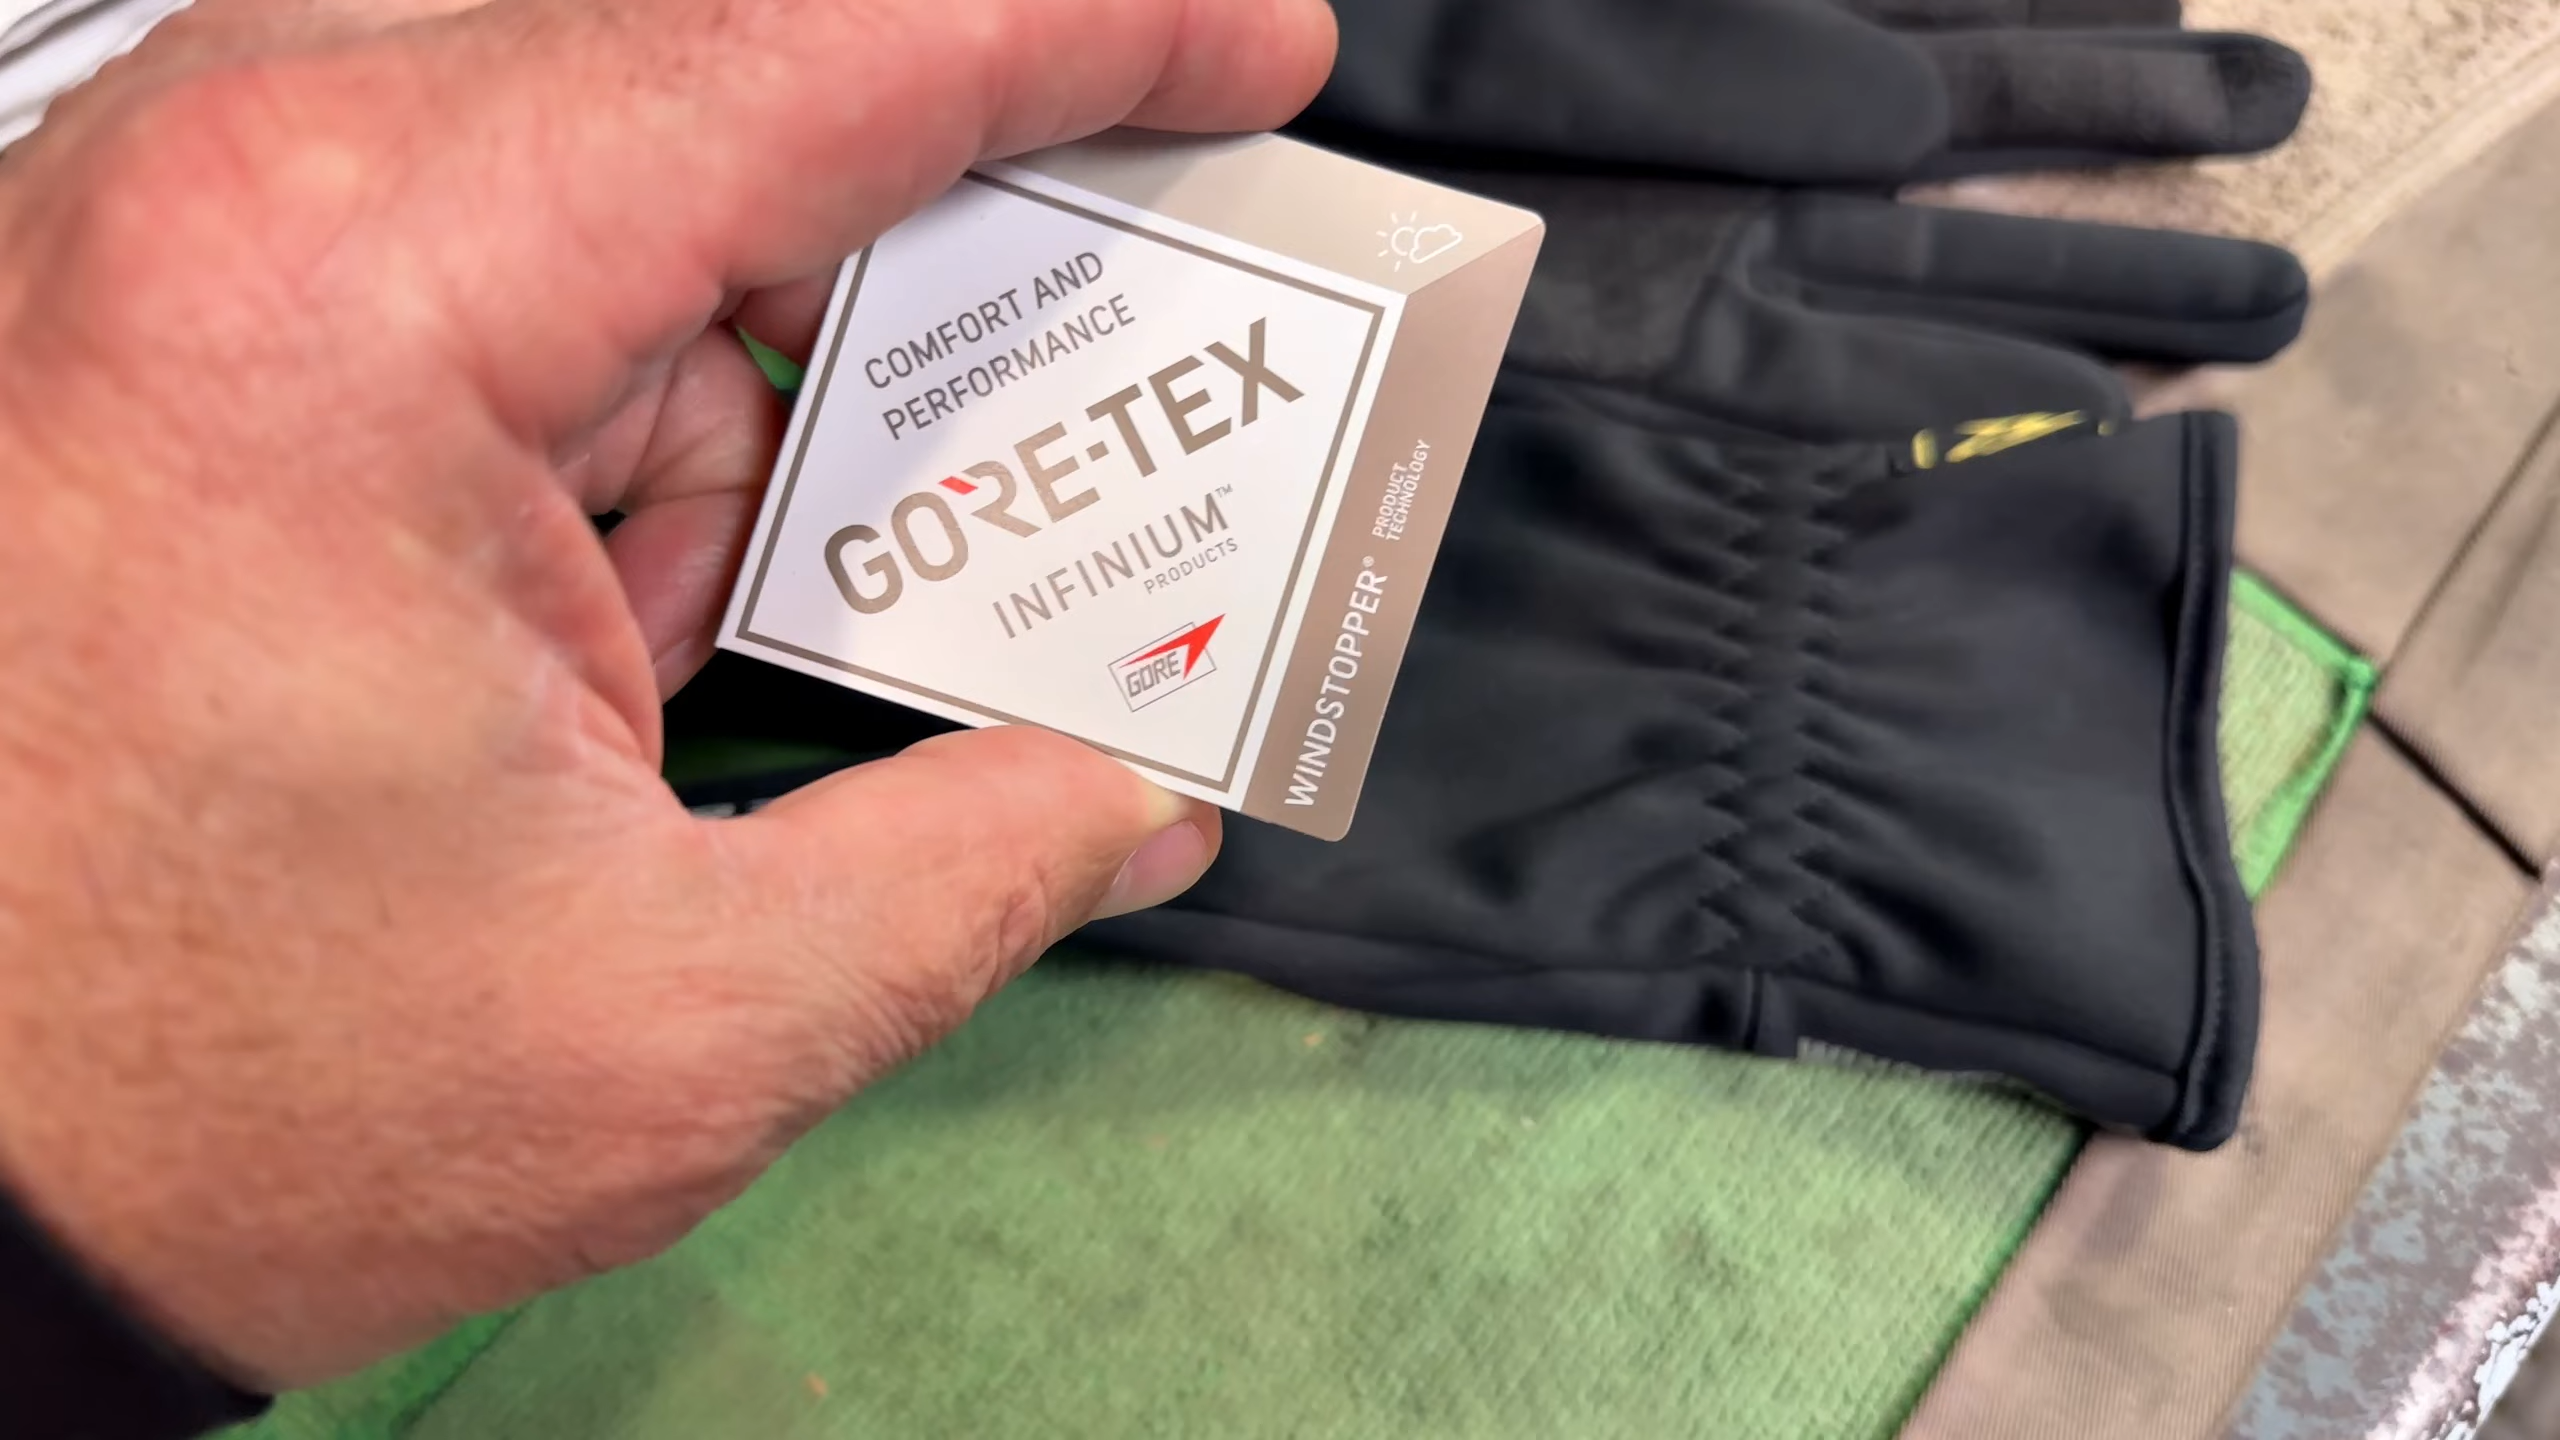 COMFORT AND
PERFORMANCE
GORE-TEX
INFINIUM™
PRODUCTS
GORE
WINDSTOPPER®
PRODUCT
TECHNOLOGY